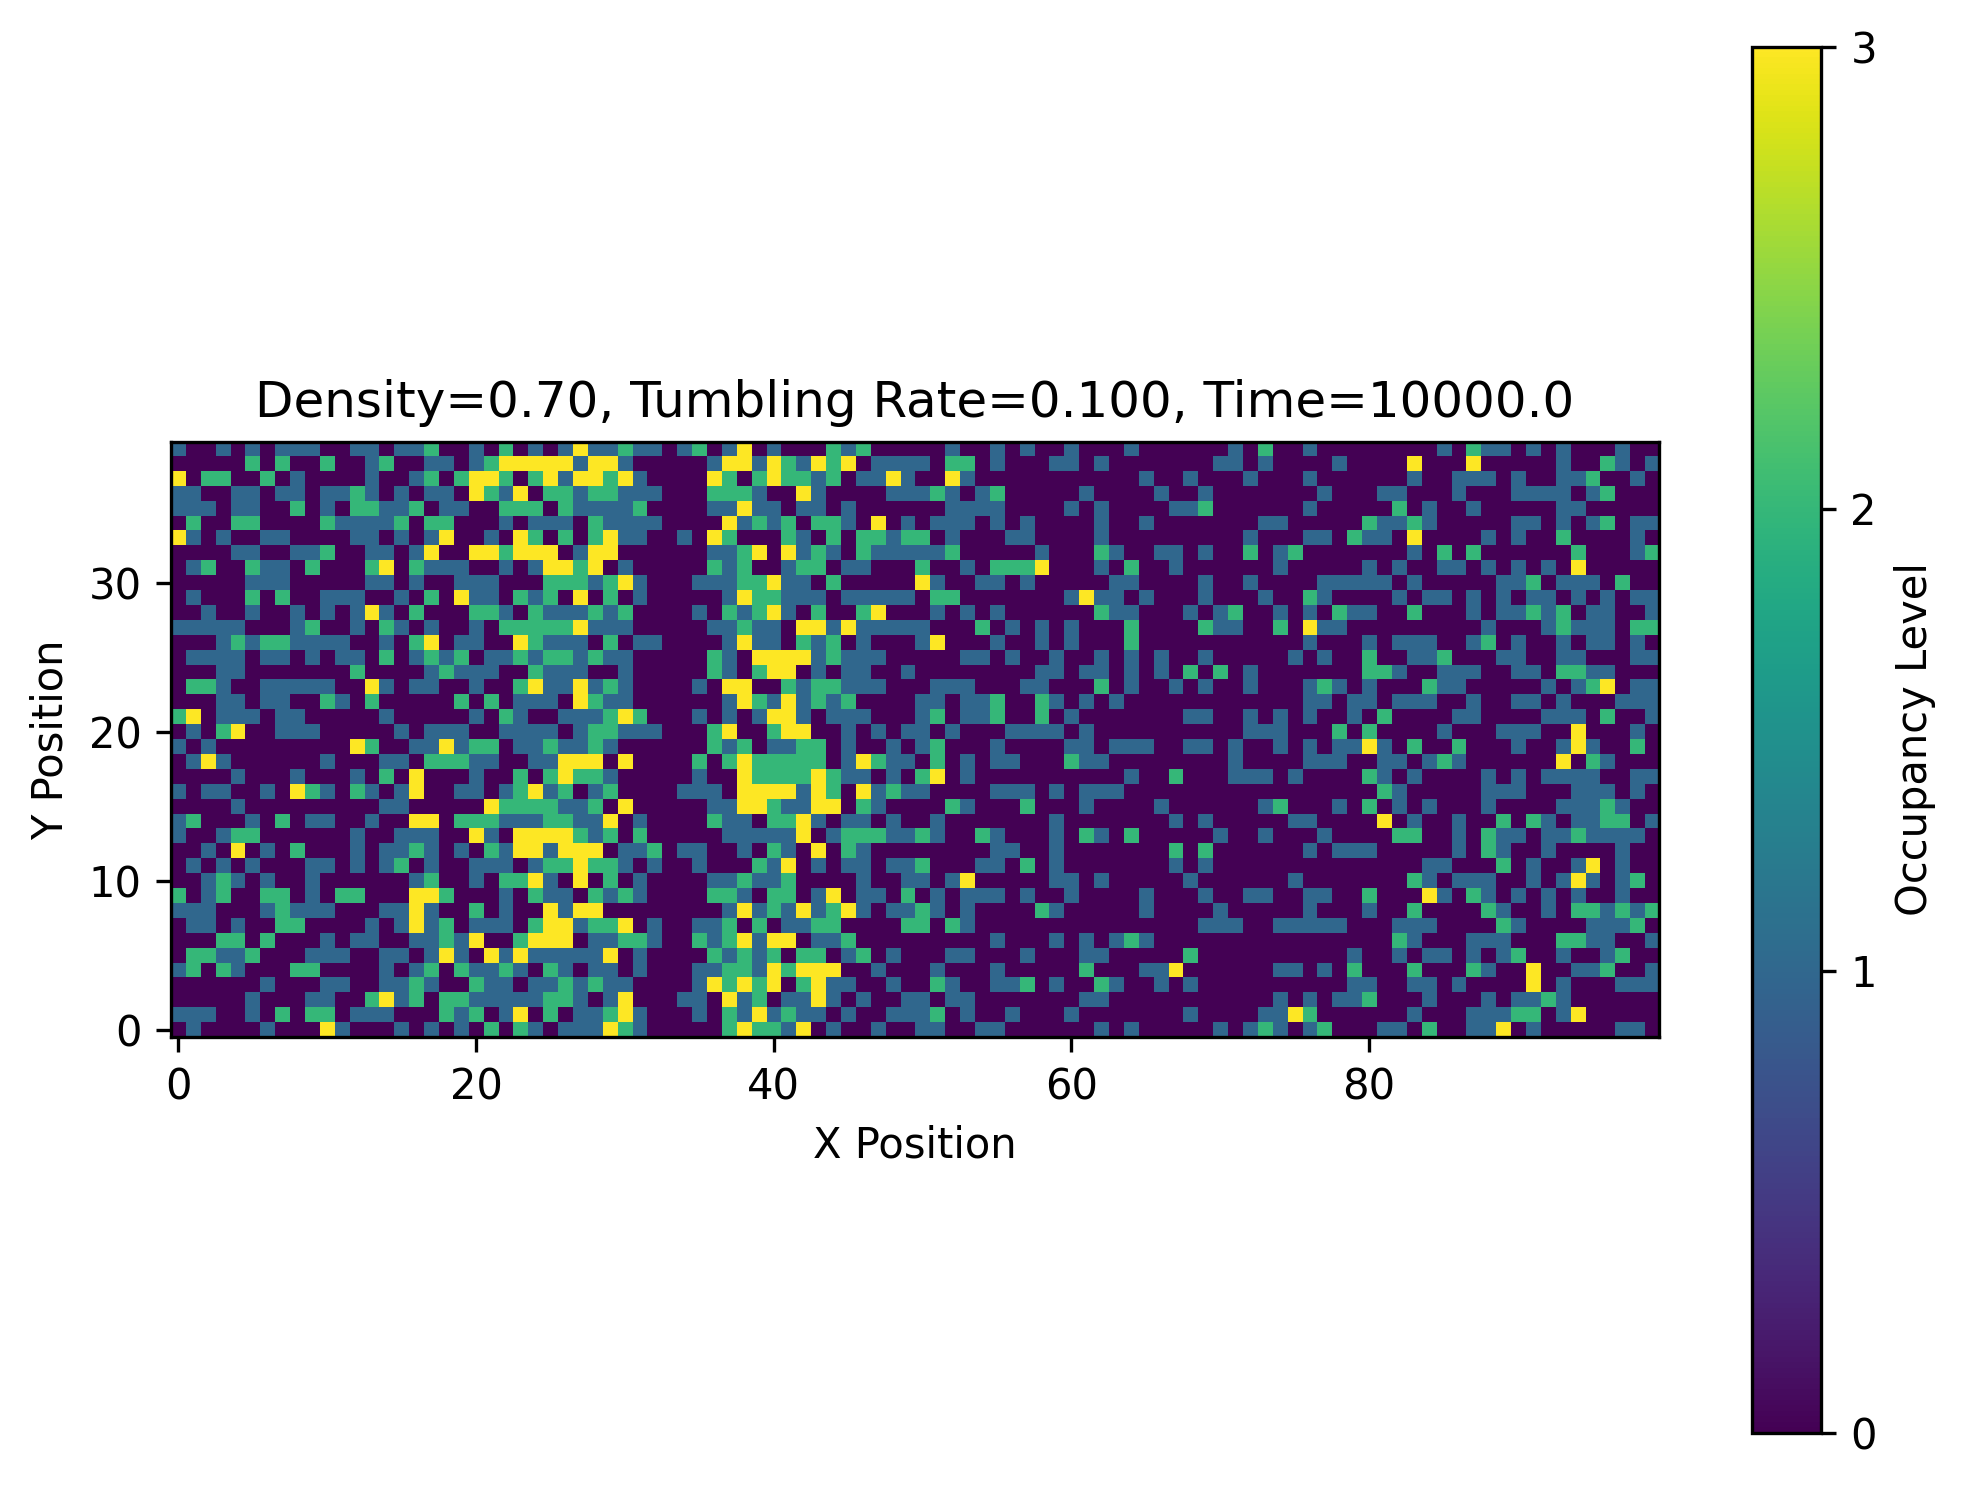 Density=0.70, Tumbling Rate=0.100, Time=10000.0
3
2
1
0
Occupancy Level
30
20
10
0
Y Position
0 20 40 60 80
X Position